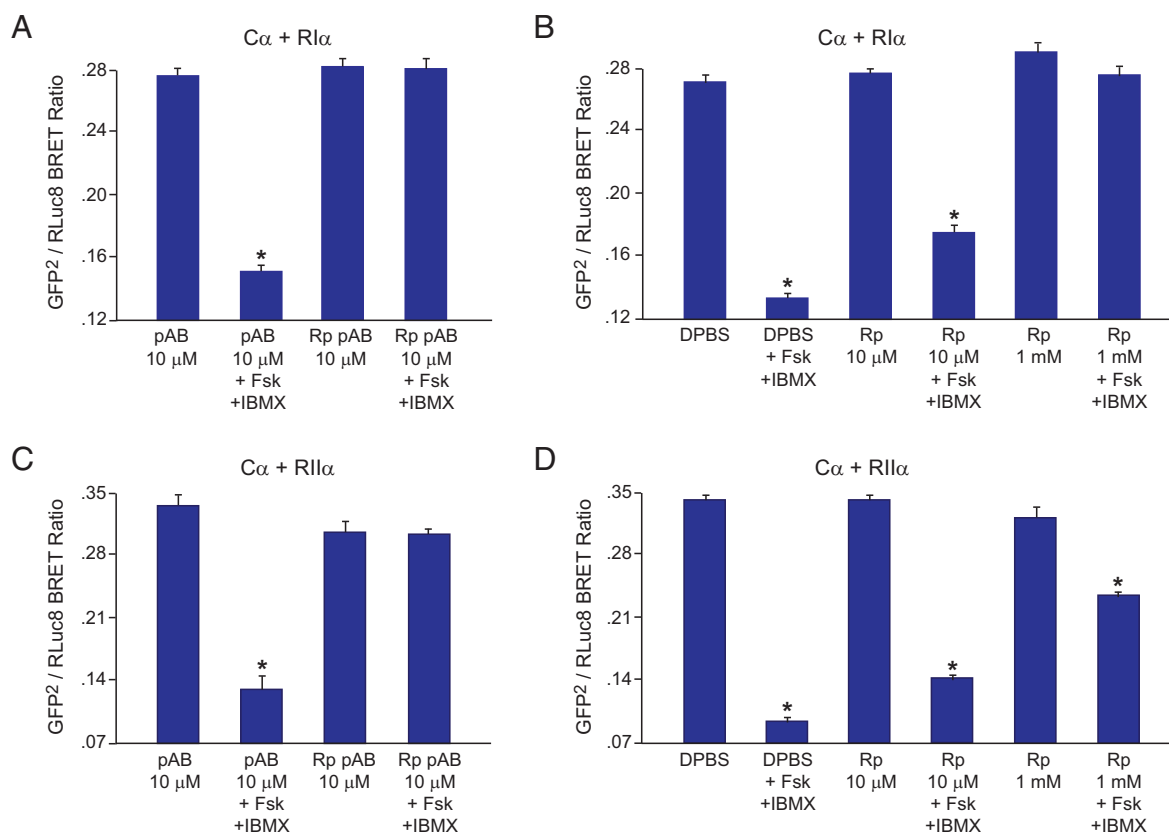 A
Cα + RIα
GFP² / RLuc8 BRET Ratio
.28
.24
.20
.16
.12
*
pAB
10 μM
pAB
10 μM
+ Fsk
+IBMX
Rp pAB
10 μM
Rp pAB
10 μM
+ Fsk
+IBMX
B
Cα + RIα
GFP² / RLuc8 BRET Ratio
.28
.24
.20
.16
.12
*
*
DPBS
DPBS
+ Fsk
+IBMX
Rp
10 μM
Rp
10 μM
+ Fsk
+IBMX
Rp
1 mM
Rp
1 mM
+ Fsk
+IBMX
C
Cα + RIIα
GFP² / RLuc8 BRET Ratio
.35
.28
.21
.14
.07
*
pAB
10 μM
pAB
10 μM
+ Fsk
+IBMX
Rp pAB
10 μM
Rp pAB
10 μM
+ Fsk
+IBMX
D
Cα + RIIα
GFP² / RLuc8 BRET Ratio
.35
.28
.21
.14
.07
*
*
*
DPBS
DPBS
+ Fsk
+IBMX
Rp
10 μM
Rp
10 μM
+ Fsk
+IBMX
Rp
1 mM
Rp
1 mM
+ Fsk
+IBMX